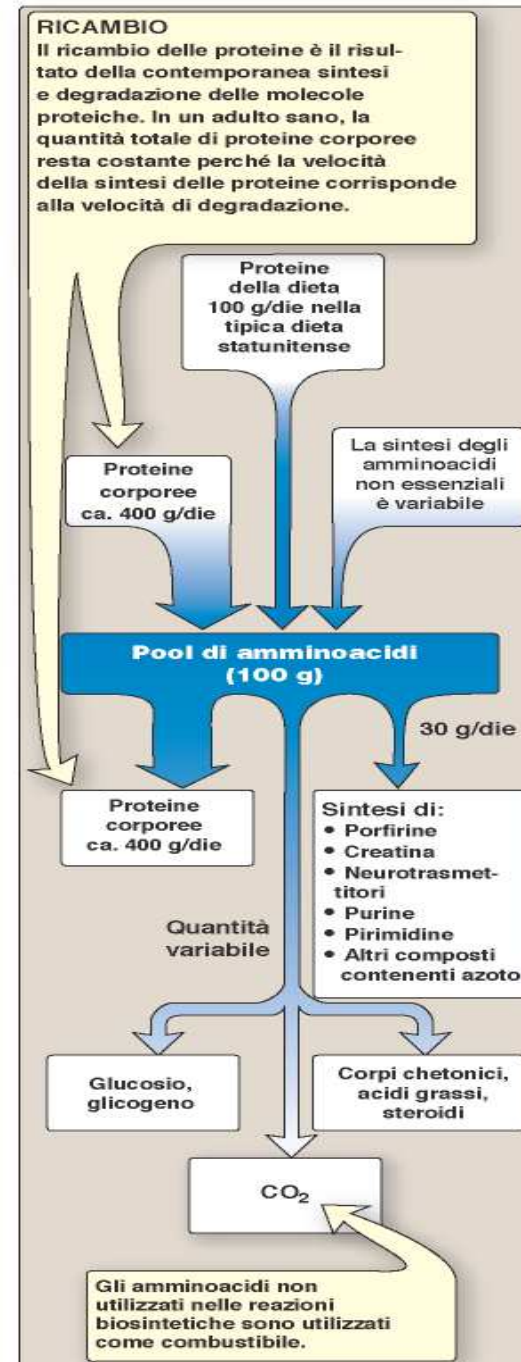 RICAMBIO
Il ricambio delle proteine è il risul-
tato della contemporanea sintesi
e degradazione delle molecole
proteiche. In un adulto sano, la
quantità totale di proteine corporee
resta costante perché la velocità
della sintesi delle proteine corrisponde
alla velocità di degradazione.
Proteine
della dieta
100 g/die nella
tipica dieta
statunitense
Proteine
corporee
ca. 400 g/die
La sintesi degli
amminoacidi
non essenziali
è variabile
Pool di amminoacidi
(100 g)
30 g/die
Proteine
corporee
ca. 400 g/die
Sintesi di:
• Porfirine
• Creatina
• Neurotrasmet-
titori
• Purine
• Pirimidine
• Altri composti
contenenti azoto
Quantità
variabile
Glucosio,
glicogeno
Corpi chetonici,
acidi grassi,
steroidi
CO₂
Gli amminoacidi non
utilizzati nelle reazioni
biosintetiche sono utilizzati
come combustibile.